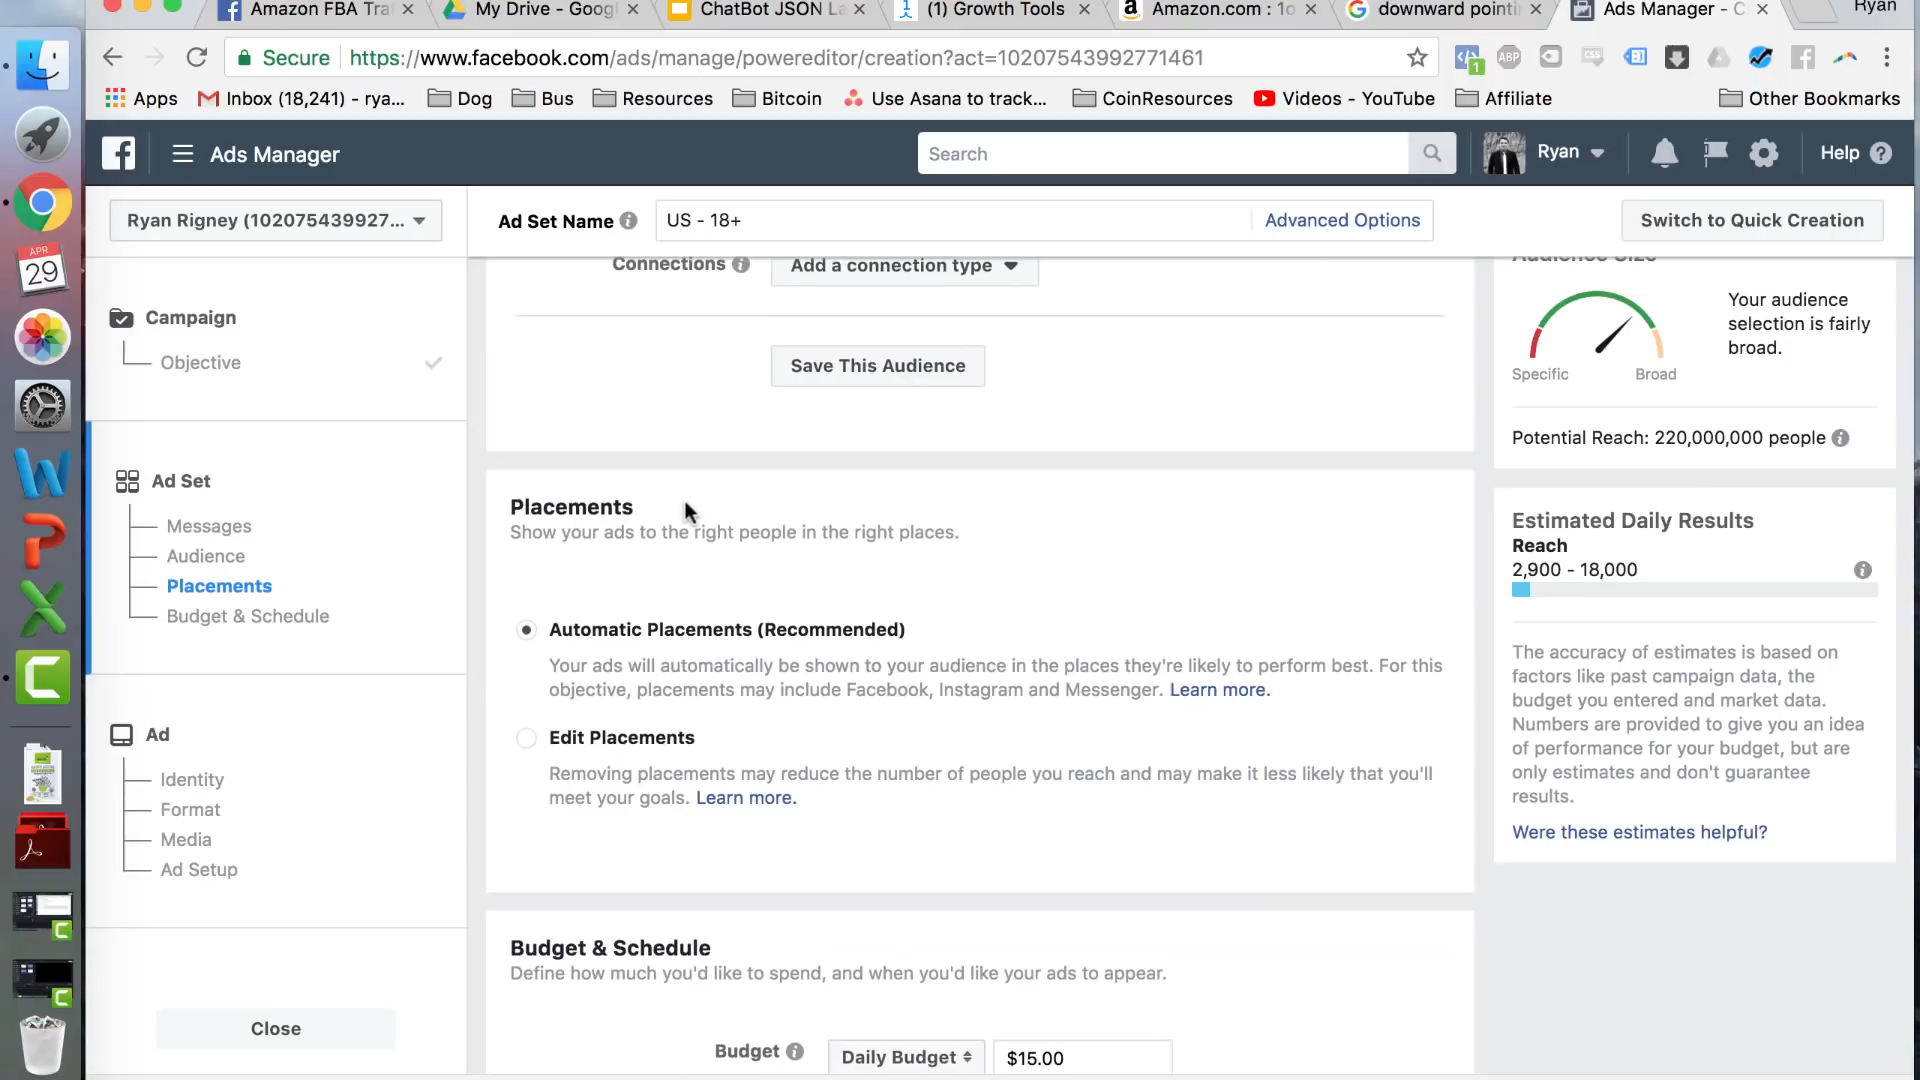 Amazon FBA Tra
My Drive - Googl
ChatBot JSON La
(1) Growth Tools
Amazon.com : 1o
downward pointi
Ads Manager - C
Ryan
Secure
https://www.facebook.com/ads/manage/powereditor/creation?act=10207543992771461
ABP
CSS
1
Apps
Inbox (18,241) - rya...
Dog
Bus
Resources
Bitcoin
Use Asana to track...
CoinResources
Videos - YouTube
Affiliate
Other Bookmarks
Ads Manager
Search
Ryan
Help
Ryan Rigney (102075439927...
Ad Set Name
US - 18+
Advanced Options
Switch to Quick Creation
APR
29
Campaign
Objective
Ad Set
Messages
Audience
Placements
Budget & Schedule
Ad
Identity
Format
Media
Ad Setup
Close
Connections
Add a connection type
Save This Audience
Placements
Show your ads to the right people in the right places.
Automatic Placements (Recommended)
Your ads will automatically be shown to your audience in the places they're likely to perform best. For this
objective, placements may include Facebook, Instagram and Messenger. Learn more.
Edit Placements
Removing placements may reduce the number of people you reach and may make it less likely that you'll
meet your goals. Learn more.
Budget & Schedule
Define how much you'd like to spend, and when you'd like your ads to appear.
Budget
Daily Budget
$15.00
Audience Size
Your audience
selection is fairly
broad.
Specific
Broad
Potential Reach: 220,000,000 people
Estimated Daily Results
Reach
2,900 - 18,000
The accuracy of estimates is based on
factors like past campaign data, the
budget you entered and market data.
Numbers are provided to give you an idea
of performance for your budget, but are
only estimates and don't guarantee
results.
Were these estimates helpful?